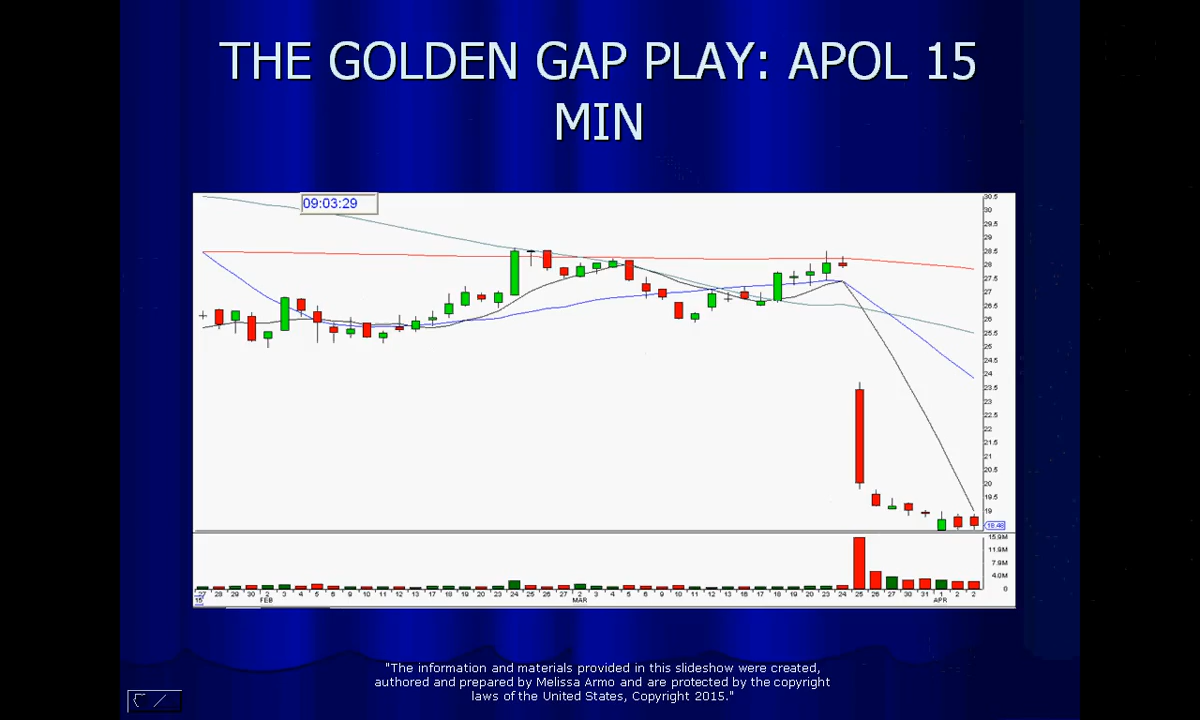 THE GOLDEN GAP PLAY: APOL 15
MIN
09:03:29
30.5
30
29.5
29
28.5
28
27.5
27
26.5
26
25.5
25
24.5
24
23.5
23
22.5
22
21.5
21
20.5
20
19.5
19
18.48
15.9M
11.9M
7.9M
4.0M
0
27 28 29 30 2 3 4 5 6 9 10 11 12 13 17 18 19 20 23 24 25 26 27 2 3 4 5 6 9 10 11 12 13 16 17 18 19 20 23 24 25 26 27 30 31 1 2 2
15 FEB MAR APR
"The information and materials provided in this slideshow were created,
authored and prepared by Melissa Armo and are protected by the copyright
laws of the United States, Copyright 2015."